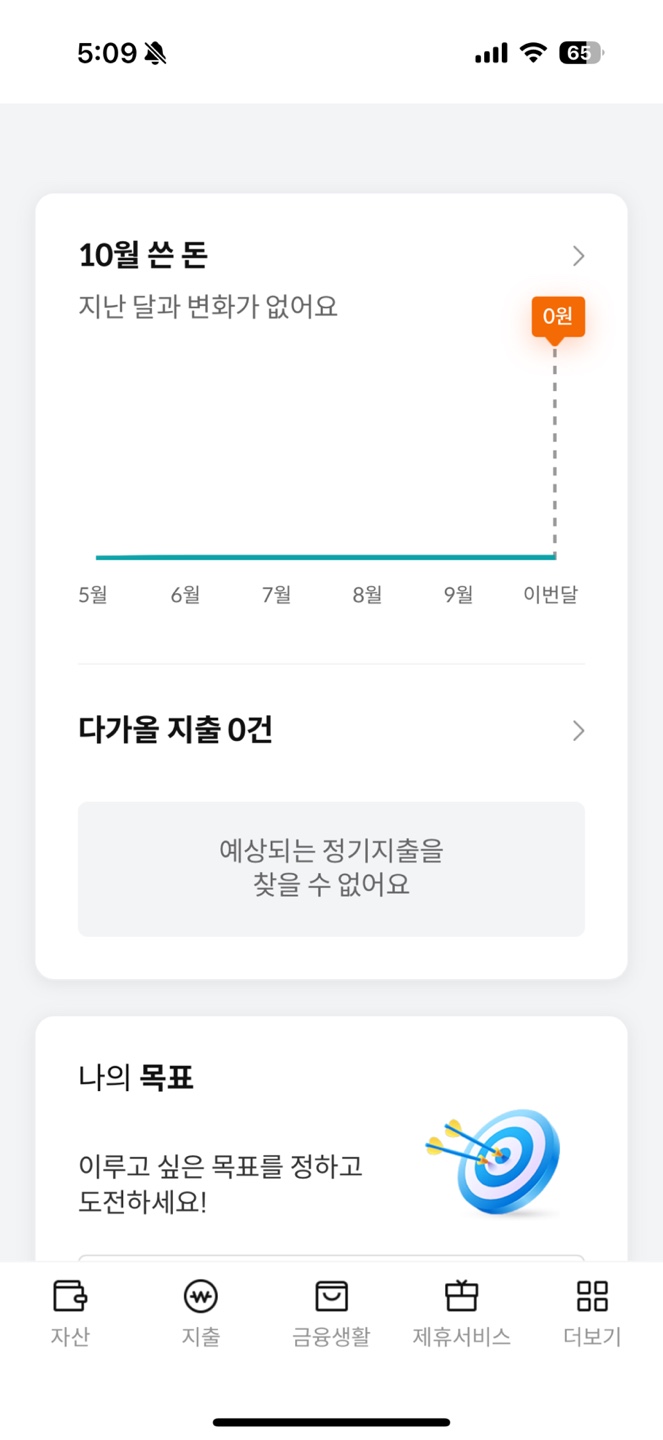 5:09
65
10월 쓴 돈
지난 달과 변화가 없어요
0원
5월 6월 7월 8월 9월 이번달
다가올 지출 0건
예상되는 정기지출을
찾을 수 없어요
나의 목표
이루고 싶은 목표를 정하고
도전하세요!
자산 지출 금융생활 제휴서비스 더보기